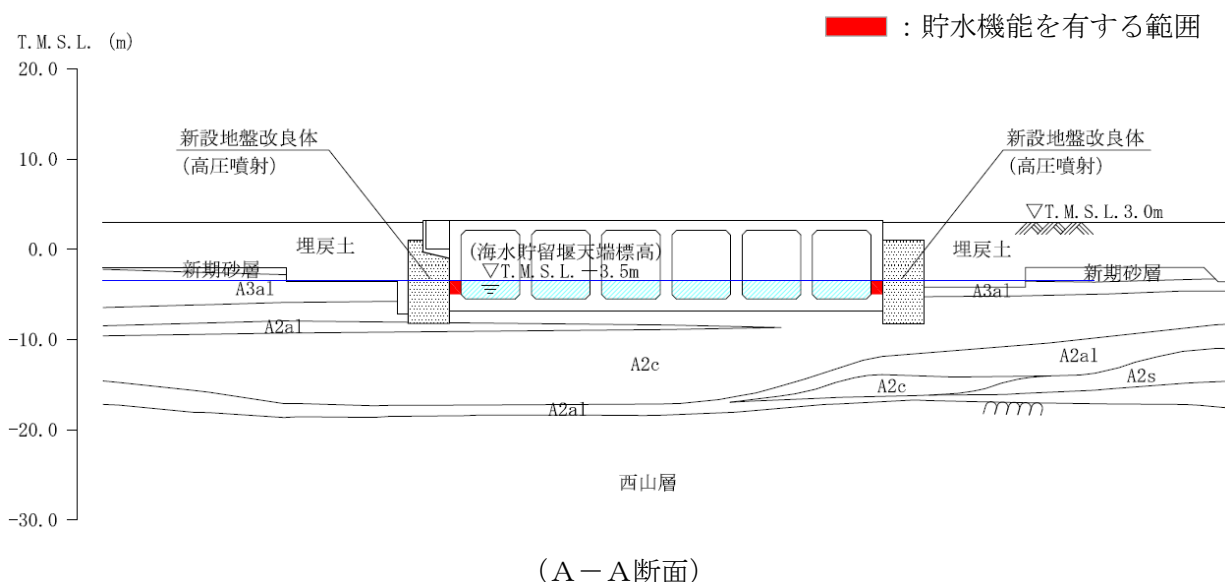 ：貯水機能を有する範囲
T.M.S.L. (m)
20.0
新設地盤改良体
(高圧噴射)
新設地盤改良体
(高圧噴射)
10.0
▽T.M.S.L.3.0m
0.0
埋戻土
(海水貯留堰天端標高)
埋戻土
新期砂層
▽T.M.S.L.－3.5m
新期砂層
A3al
A3al
A2al
-10.0
A2c
A2al
A2c
A2s
A2al
-20.0
西山層
-30.0
(A－A断面)